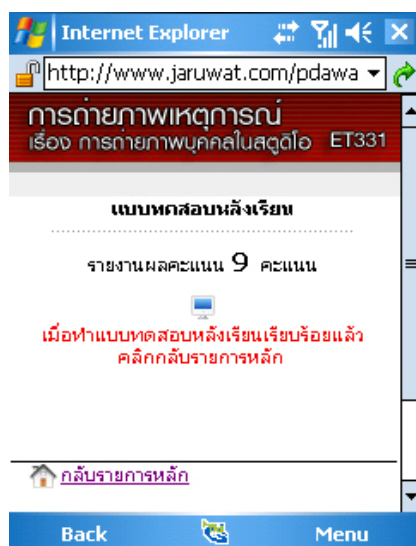 Internet Explorer
http://www.jaruwat.com/pdawa
การถ่ายภาพเหตุการณ์
เรื่อง การถ่ายภาพบุคคลในสตูดิโอ ET331
แบบทดสอบหลังเรียน
รายงานผลคะแนน 9 คะแนน
เมื่อทำแบบทดสอบหลังเรียนเรียบร้อยแล้ว
คลิกกลับรายการหลัก
กลับรายการหลัก
Back Menu